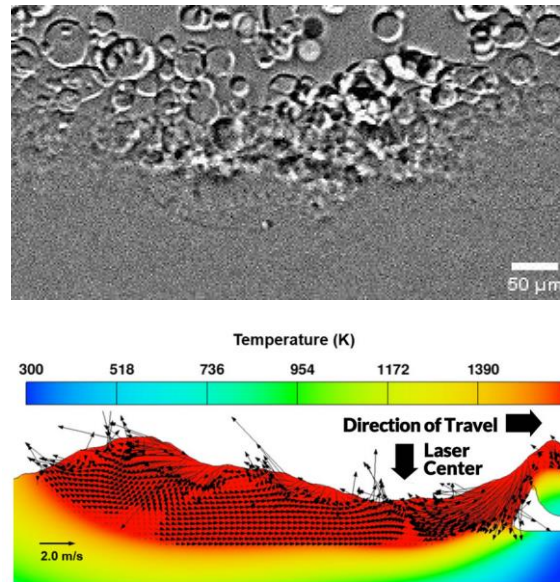 50 µm
Temperature (K)
300 518 736 954 1172 1390
Direction of Travel
Laser
Center
2.0 m/s